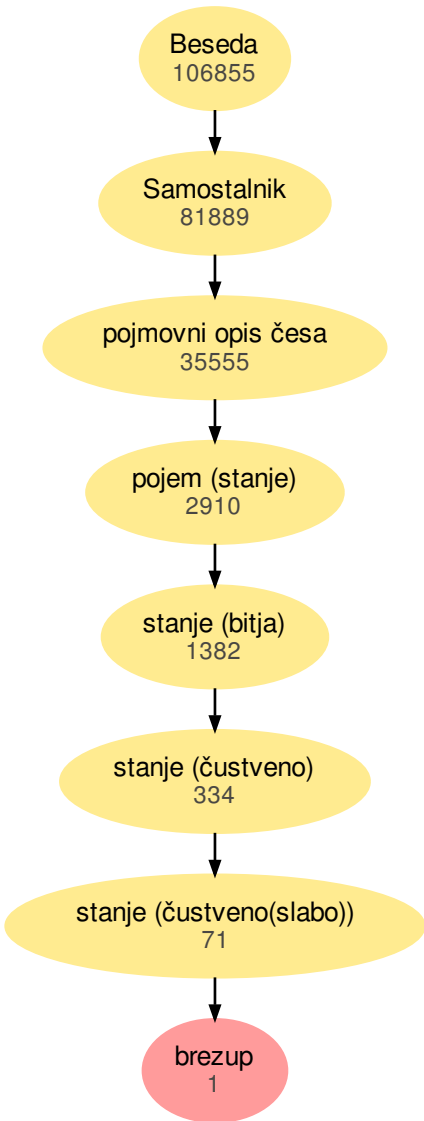 Beseda
106855
Samostalnik
81889
pojmovni opis česa
35555
pojem (stanje)
2910
stanje (bitja)
1382
stanje (čustveno)
334
stanje (čustveno(slabo))
71
brezup
1